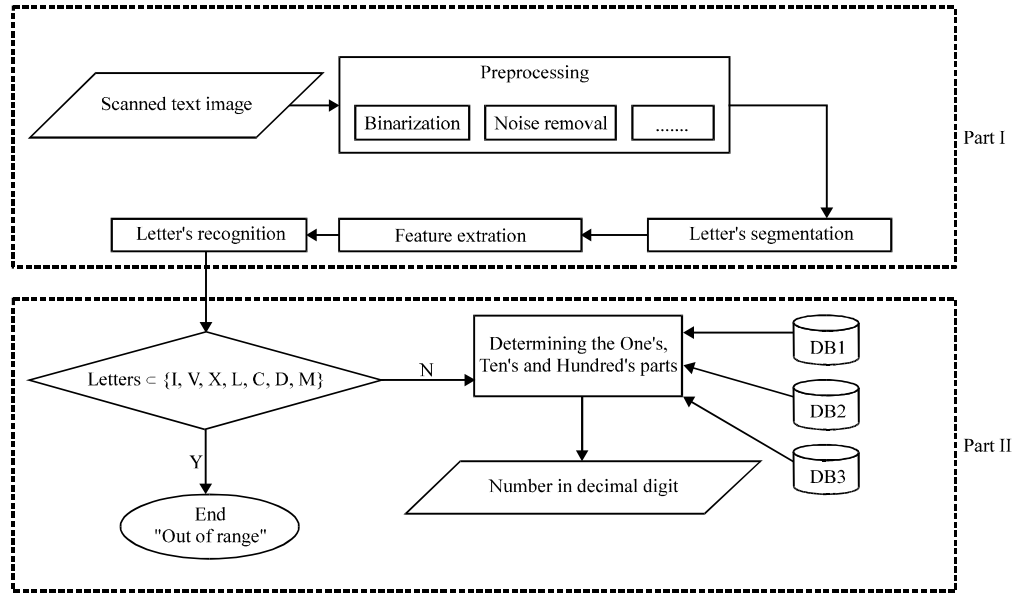 Preprocessing
Scanned text image
Binarization
Noise removal
.......
Part I
Letter's recognition
Feature extration
Letter's segmentation
Determining the One's,
Ten's and Hundred's parts
DB1
Letters ⊂ {I, V, X, L, C, D, M}
N
DB2
Part II
Y
Number in decimal digit
DB3
End
"Out of range"